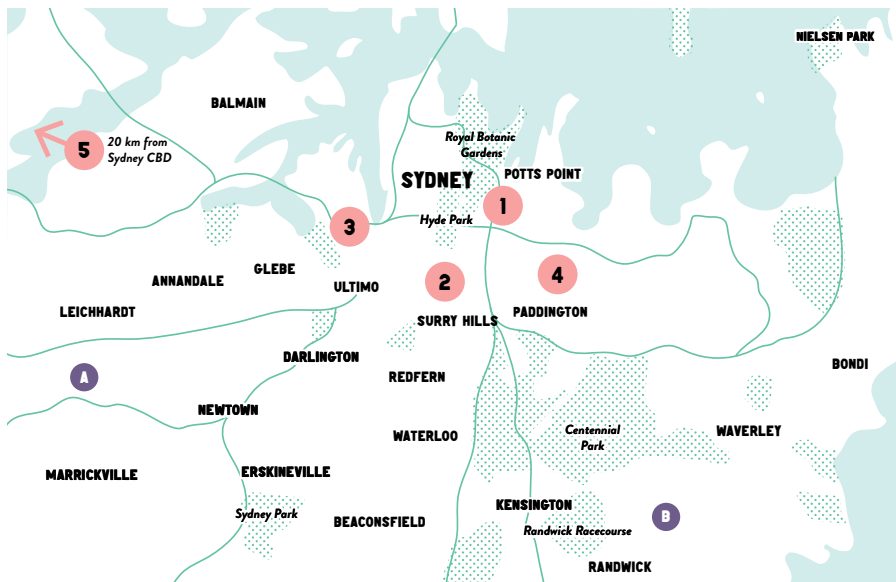 NIELSEN PARK
BALMAIN
5
20 km from
Sydney CBD
Royal Botanic
Gardens
SYDNEY
POTTS POINT
1
Hyde Park
3
GLEBE
ANNANDALE
2
4
ULTIMO
LEICHHARDT
PADDINGTON
SURRY HILLS
DARLINGTON
BONDI
A
REDFERN
NEWTOWN
WATERLOO
Centennial
Park
WAVERLEY
MARRICKVILLE
ERSKINEVILLE
KENSINGTON
Sydney Park
B
BEACONSFIELD
Randwick Racecourse
RANDWICK